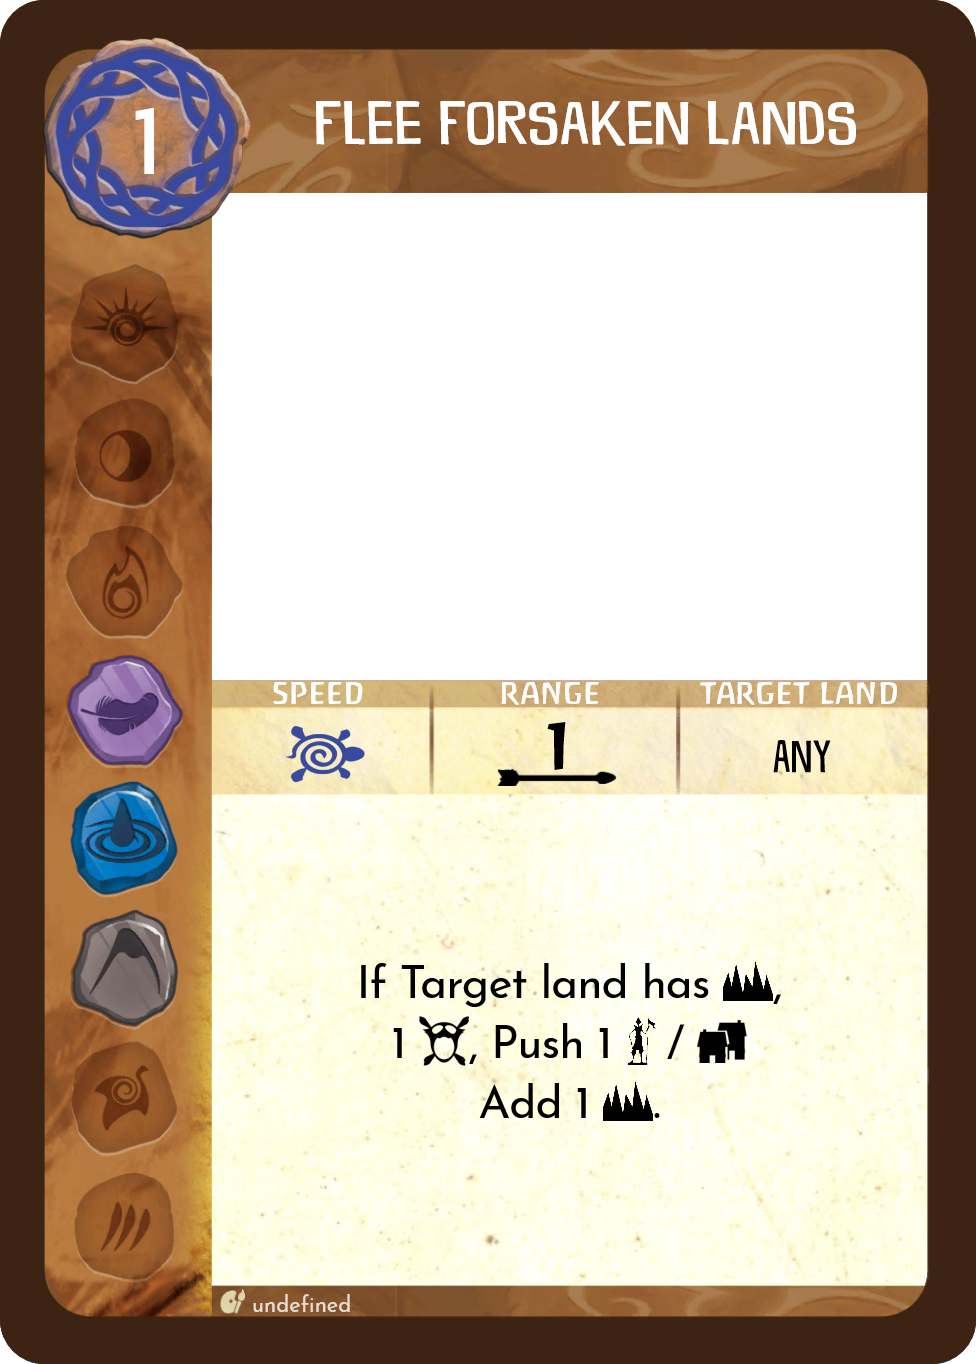 1
FLEE FORSAKEN LANDS
SPEED RANGE TARGET LAND
1 ANY
If Target land has ,
1 , Push 1 /
Add 1 .
undefined